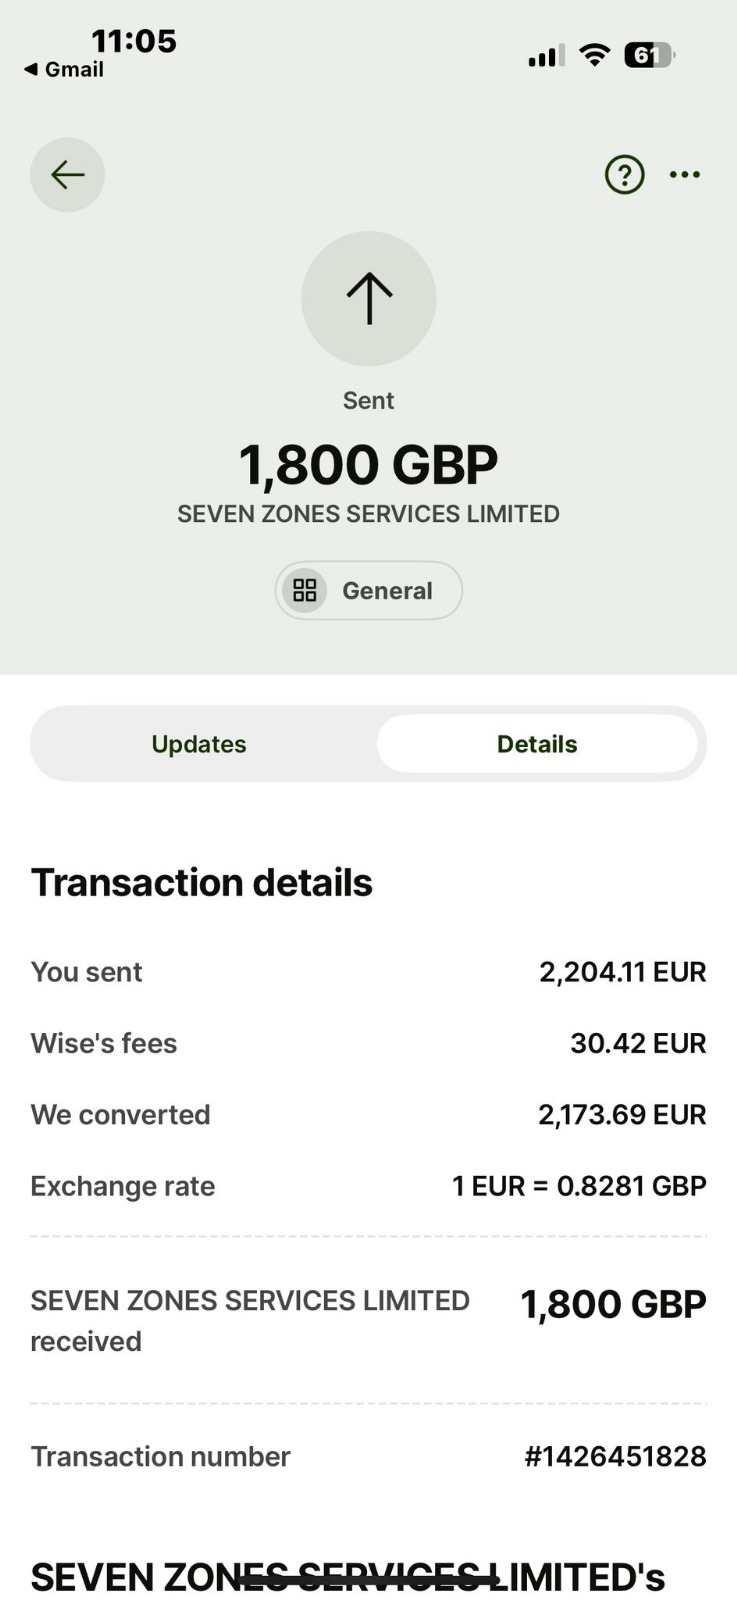 11:05
◀ Gmail
61
?
Sent
1,800 GBP
SEVEN ZONES SERVICES LIMITED
General
Updates
Details
Transaction details
You sent 2,204.11 EUR
Wise's fees 30.42 EUR
We converted 2,173.69 EUR
Exchange rate 1 EUR = 0.8281 GBP
SEVEN ZONES SERVICES LIMITED 1,800 GBP
received
Transaction number #1426451828
SEVEN ZONES SERVICES LIMITED's